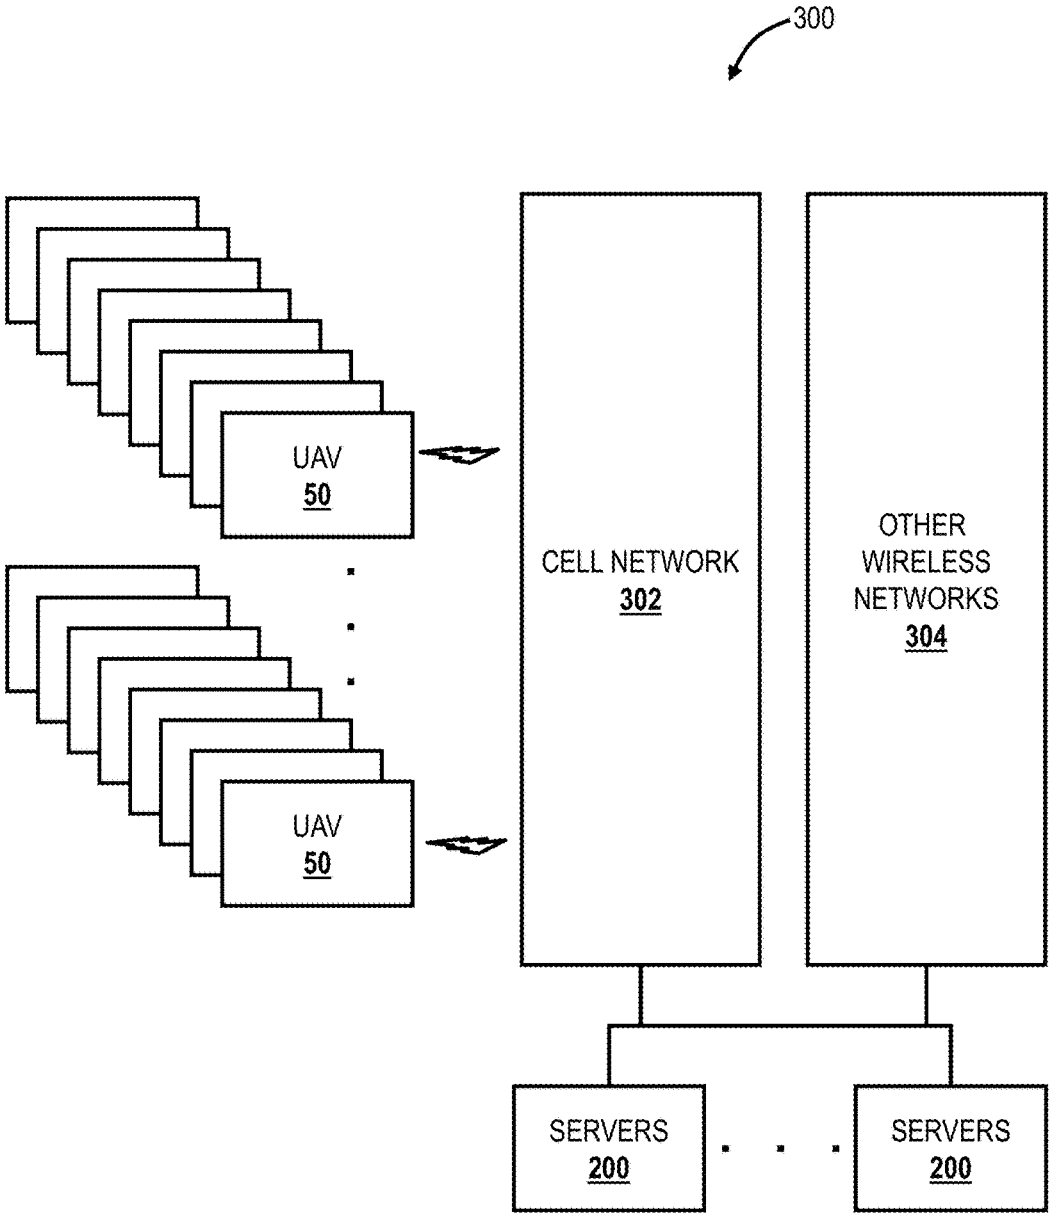 300
UAV
50
UAV
50
CELL NETWORK
302
OTHER
WIRELESS
NETWORKS
304
SERVERS
200
SERVERS
200